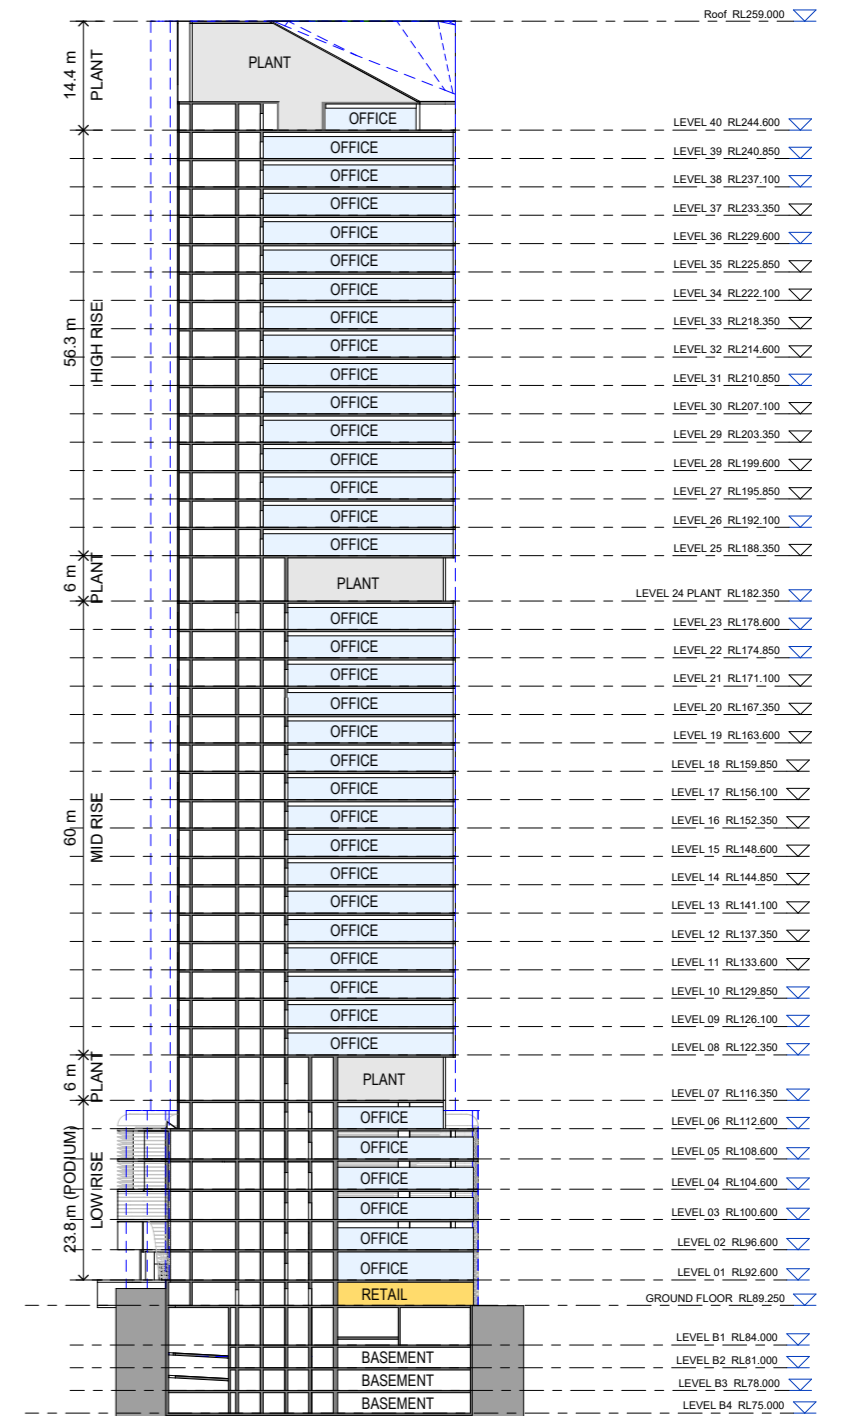 Roof RL259.000
14.4 m
PLANT
PLANT
OFFICE
LEVEL 40 RL244.600
OFFICE
LEVEL 39 RL240.850
OFFICE
LEVEL 38 RL237.100
OFFICE
LEVEL 37 RL233.350
OFFICE
LEVEL 36 RL229.600
OFFICE
LEVEL 35 RL225.850
OFFICE
LEVEL 34 RL222.100
56.3 m
HIGH RISE
OFFICE
LEVEL 33 RL218.350
OFFICE
LEVEL 32 RL214.600
OFFICE
LEVEL 31 RL210.850
OFFICE
LEVEL 30 RL207.100
OFFICE
LEVEL 29 RL203.350
OFFICE
LEVEL 28 RL199.600
OFFICE
LEVEL 27 RL195.850
OFFICE
LEVEL 26 RL192.100
OFFICE
LEVEL 25 RL188.350
6 m
PLANT
PLANT
LEVEL 24 PLANT RL182.350
OFFICE
LEVEL 23 RL178.600
OFFICE
LEVEL 22 RL174.850
OFFICE
LEVEL 21 RL171.100
OFFICE
LEVEL 20 RL167.350
OFFICE
LEVEL 19 RL163.600
OFFICE
LEVEL 18 RL159.850
OFFICE
LEVEL 17 RL156.100
60 m
MID RISE
OFFICE
LEVEL 16 RL152.350
OFFICE
LEVEL 15 RL148.600
OFFICE
LEVEL 14 RL144.850
OFFICE
LEVEL 13 RL141.100
OFFICE
LEVEL 12 RL137.350
OFFICE
LEVEL 11 RL133.600
OFFICE
LEVEL 10 RL129.850
OFFICE
LEVEL 09 RL126.100
OFFICE
LEVEL 08 RL122.350
6 m
PLANT
PLANT
LEVEL 07 RL116.350
OFFICE
LEVEL 06 RL112.600
OFFICE
LEVEL 05 RL108.600
23.8 m (PODIUM)
LOW RISE
OFFICE
LEVEL 04 RL104.600
OFFICE
LEVEL 03 RL100.600
OFFICE
LEVEL 02 RL96.600
OFFICE
LEVEL 01 RL92.600
RETAIL
GROUND FLOOR RL89.250
LEVEL B1 RL84.000
BASEMENT
LEVEL B2 RL81.000
BASEMENT
LEVEL B3 RL78.000
BASEMENT
LEVEL B4 RL75.000